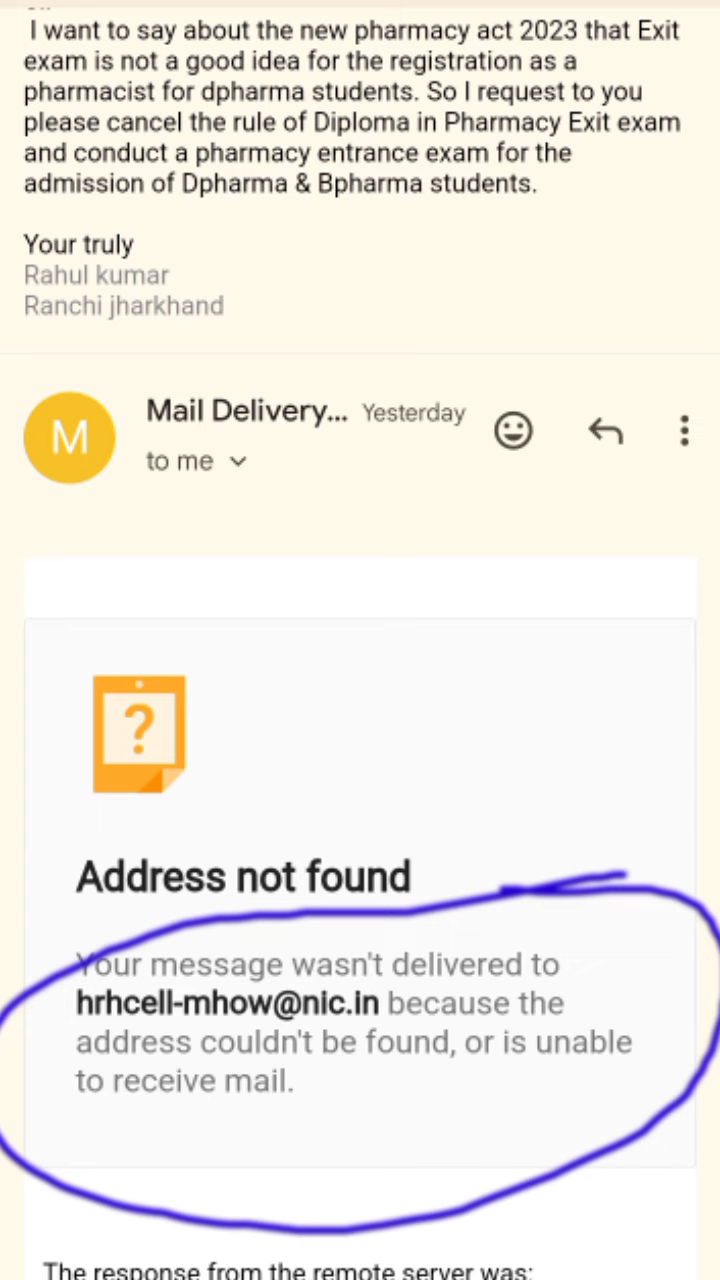 I want to say about the new pharmacy act 2023 that Exit
exam is not a good idea for the registration as a
pharmacist for dpharma students. So I request to you
please cancel the rule of Diploma in Pharmacy Exit exam
and conduct a pharmacy entrance exam for the
admission of Dpharma & Bpharma students.
Your truly
Rahul kumar
Ranchi jharkhand
M
Mail Delivery... Yesterday
to me
?
Address not found
Your message wasn't delivered to
hrhcell-mhow@nic.in because the
address couldn't be found, or is unable
to receive mail.
The response from the remote server was: